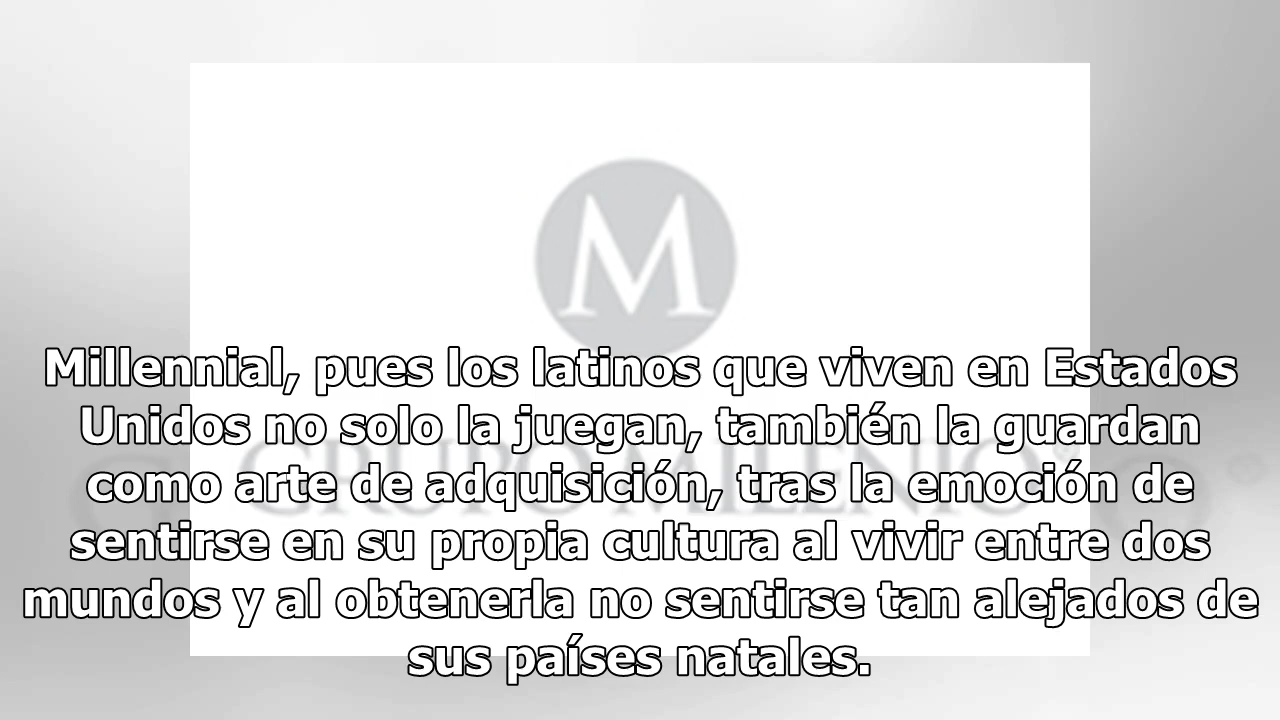 M
Millennial, pues los latinos que viven en Estados
Unidos no solo la juegan, también la guardan
GRUPO MILENIO
como arte de adquisición, tras la emoción de
sentirse en su propia cultura al vivir entre dos
mundos y al obtenerla no sentirse tan alejados de
sus países natales.